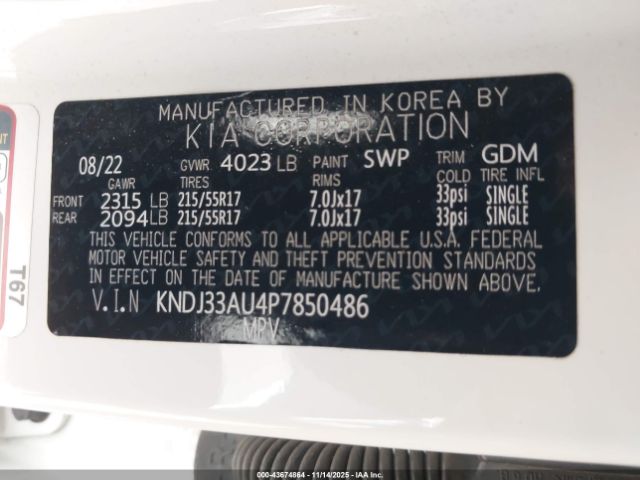 MANUFACTURED IN KOREA BY
KIA CORPORATION
08/22 GVWR 4023 LB PAINT SWP TRIM GDM
GAWR TIRES RIMS COLD TIRE INFL
FRONT 2315 LB 215/55R17 7.0Jx17 33psi SINGLE
REAR 2094 LB 215/55R17 7.0Jx17 33psi SINGLE
THIS VEHICLE CONFORMS TO ALL APPLICABLE U.S.A. FEDERAL
MOTOR VEHICLE SAFETY AND THEFT PREVENTION STANDARDS
IN EFFECT ON THE DATE OF MANUFACTURE SHOWN ABOVE.
V.I.N KNDJ33AU4P7850486
MPV
T67
000-43674864 11/14/2025 IAAI